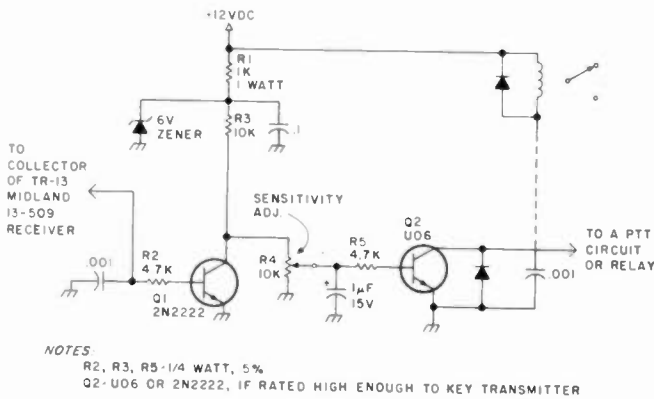 +12VDC
R1
1K
1 WATT
6V
ZENER
R3
10K
.1
TO
COLLECTOR
OF TR-13
MIDLAND
13-509
RECEIVER
SENSITIVITY
ADJ.
Q2
U06
TO A PTT
CIRCUIT
OR RELAY
.001
R2
4.7K
Q1
2N2222
R4
10K
R5
4.7K
+
1µF
15V
.001
NOTES:
R2, R3, R5-1/4 WATT, 5%
Q2-U06 OR 2N2222, IF RATED HIGH ENOUGH TO KEY TRANSMITTER